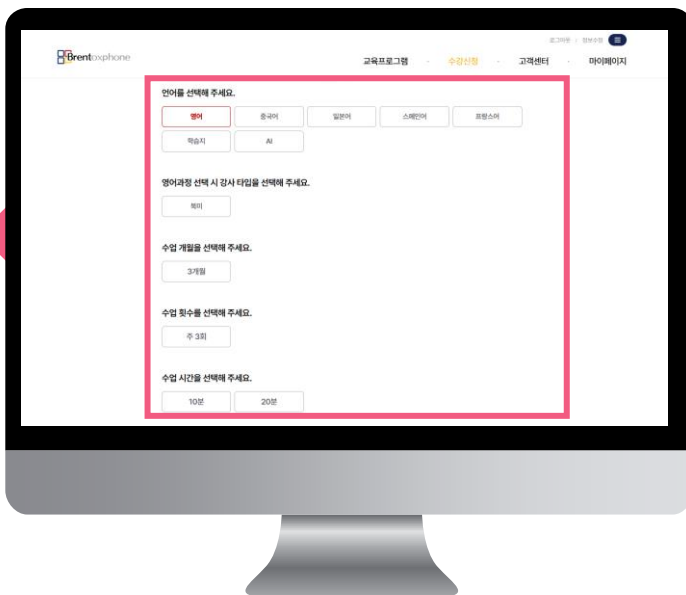 로그아웃 | 정보수정
Brentoxphone
교육프로그램 · 수강신청 · 고객센터 · 마이페이지
언어를 선택해 주세요.
영어 중국어 일본어 스페인어 프랑스어
학습지 AI
영어과정 선택 시 강사 타입을 선택해 주세요.
북미
수업 개월을 선택해 주세요.
3개월
수업 횟수를 선택해 주세요.
주 3회
수업 시간을 선택해 주세요.
10분 20분